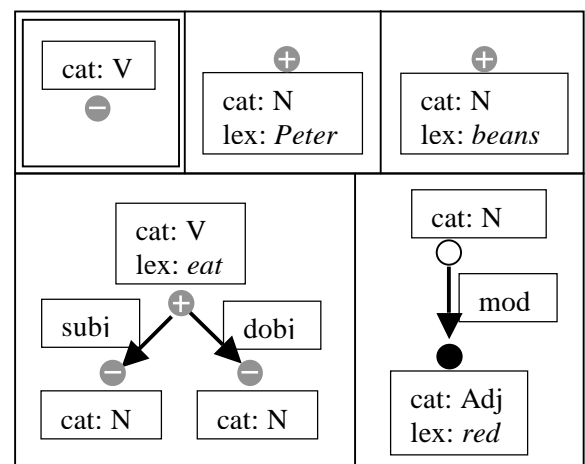 cat: V
−
+
cat: N
lex: Peter
+
cat: N
lex: beans
cat: V
lex: eat
+
subj
dobj
−
−
cat: N
cat: N
cat: N
mod
cat: Adj
lex: red